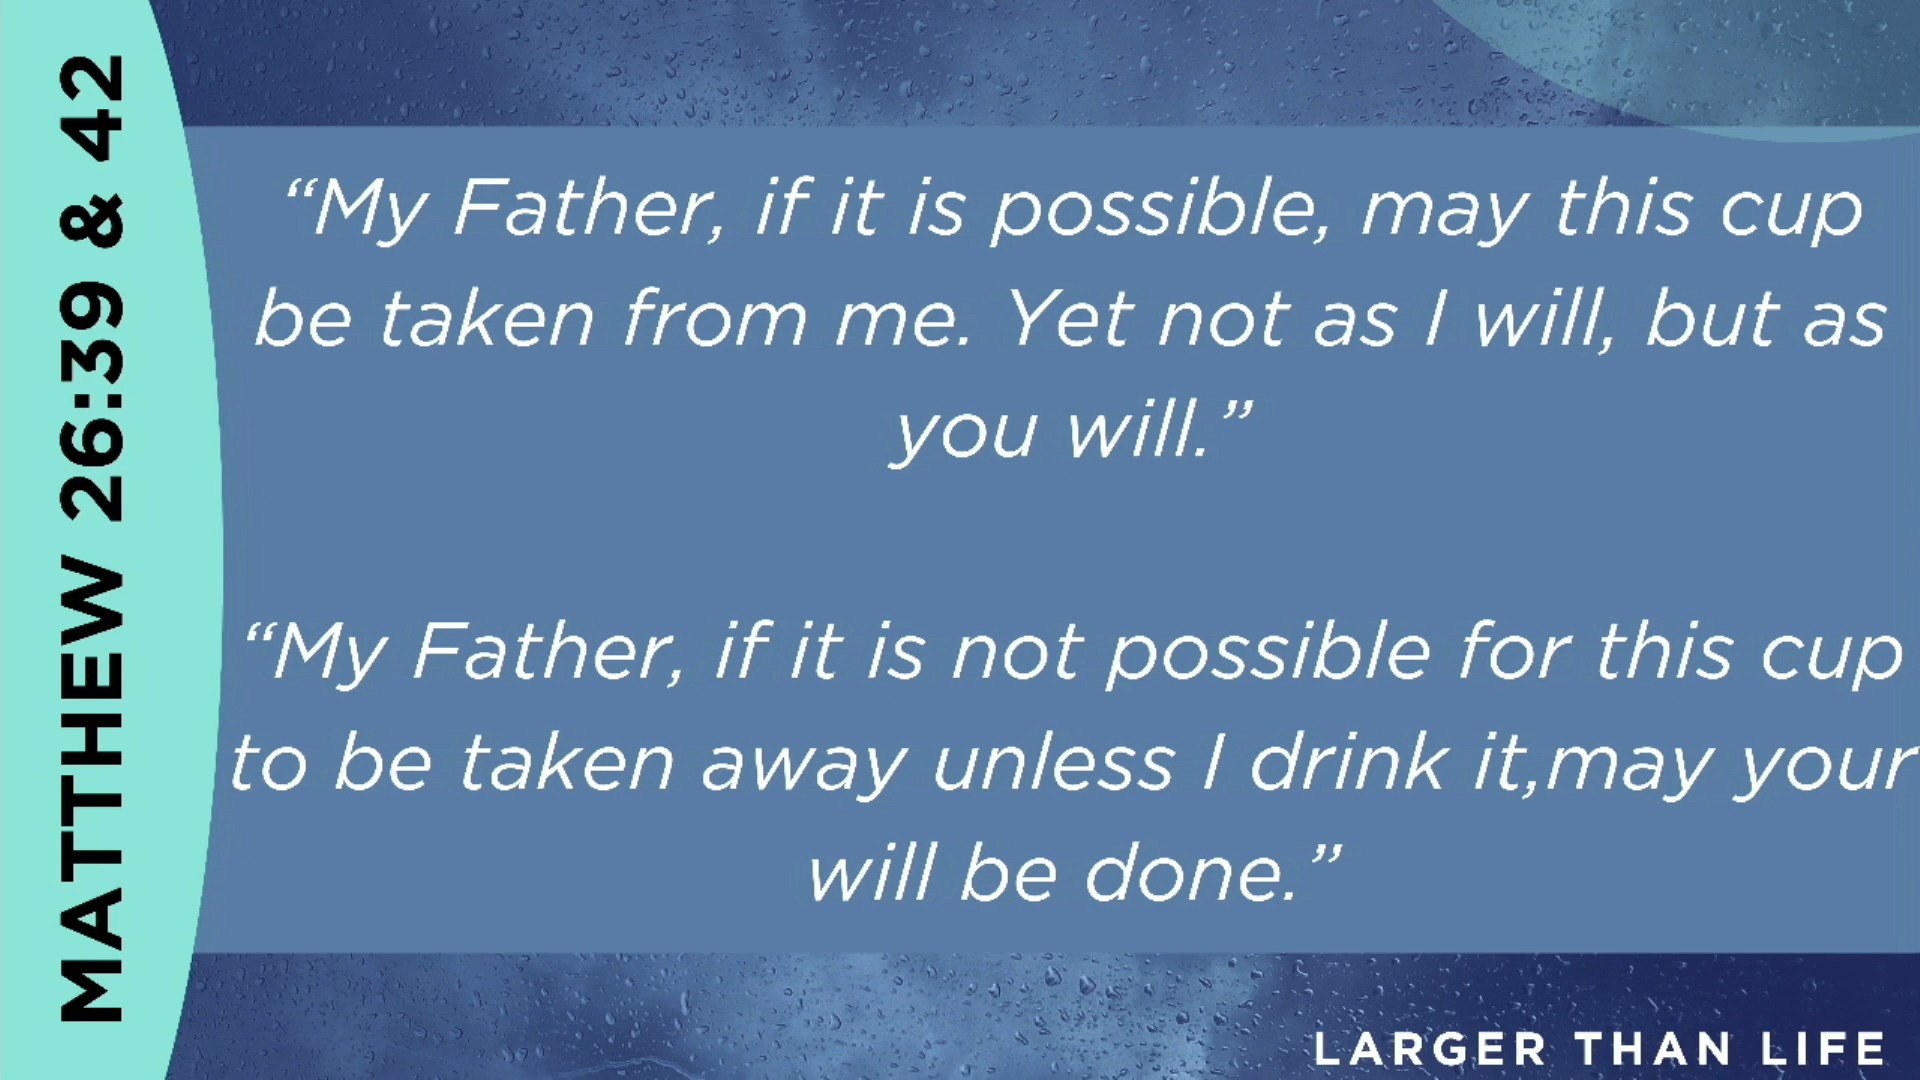 MATTHEW 26:39 & 42
“My Father, if it is possible, may this cup
be taken from me. Yet not as I will, but as
you will.”
“My Father, if it is not possible for this cup
to be taken away unless I drink it,may your
will be done.”
LARGER THAN LIFE